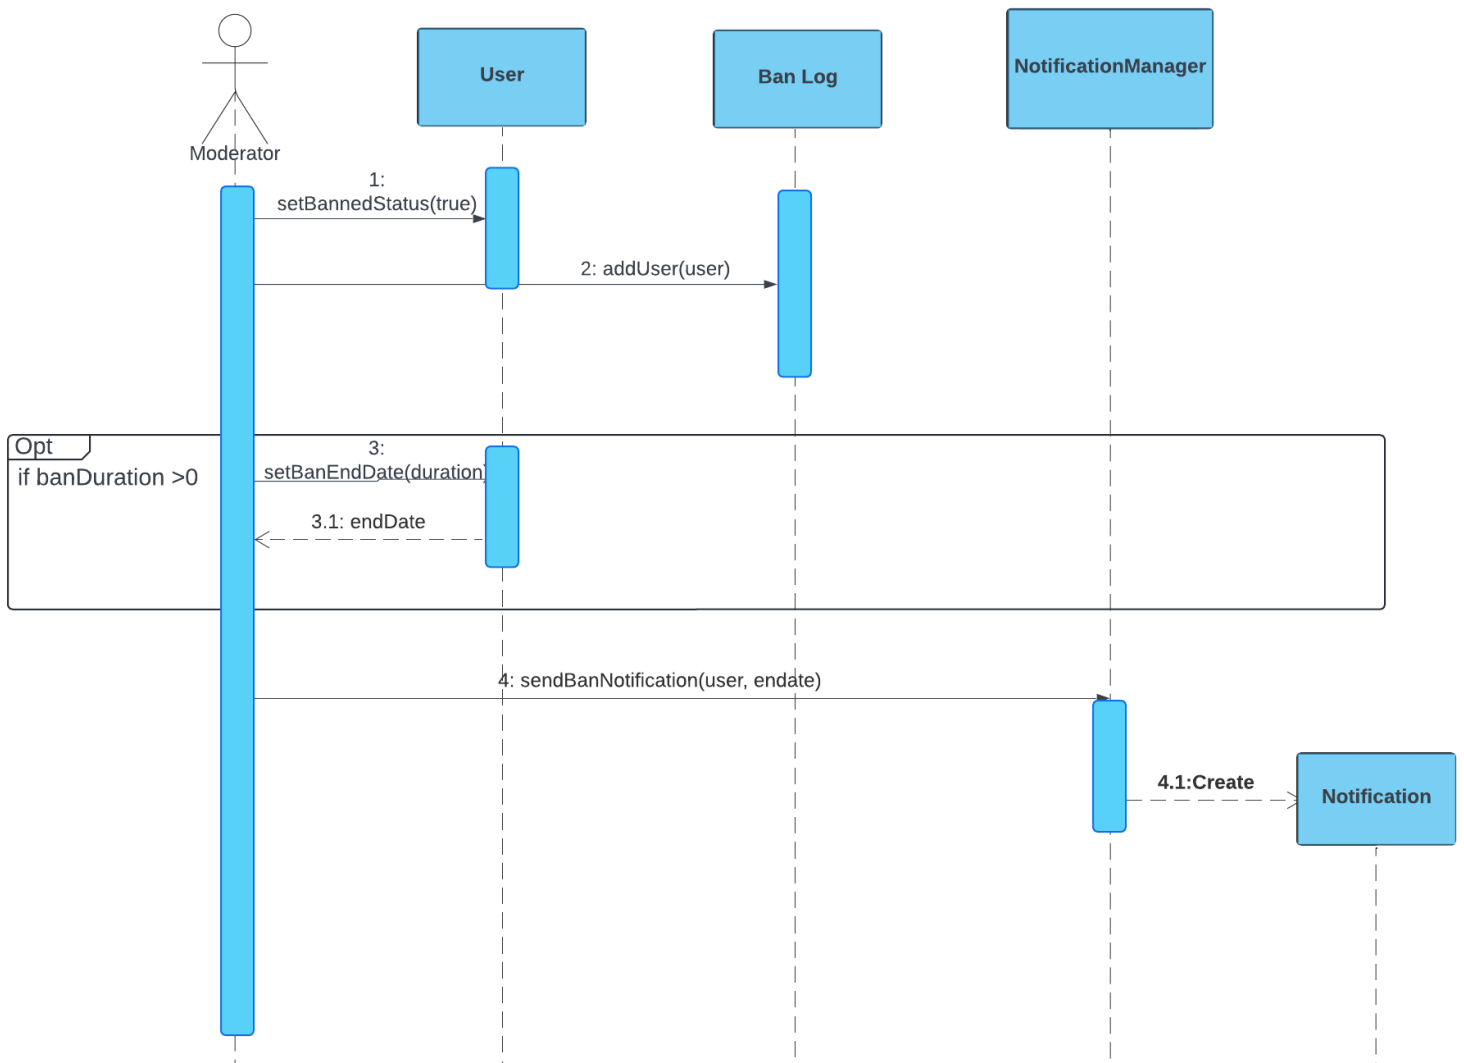 User
Ban Log
NotificationManager
Moderator
1:
setBannedStatus(true)
2: addUser(user)
Opt
if banDuration >0
3:
setBanEndDate(duration)
3.1: endDate
4: sendBanNotification(user, endate)
4.1:Create
Notification